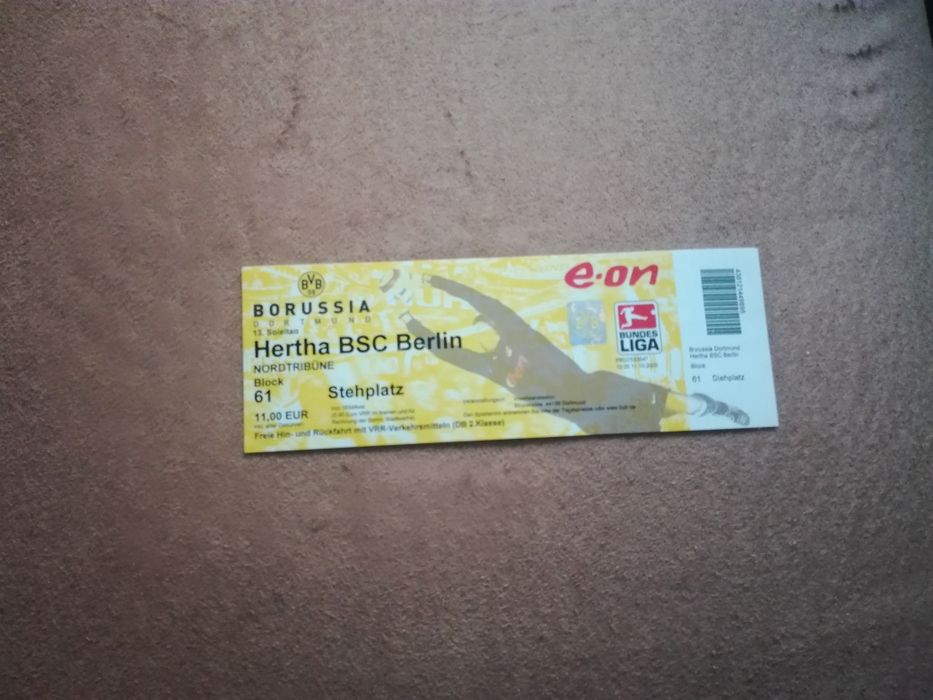 BVB
09
BORUSSIA
DORTMUND
13. Spieltag
Hertha BSC Berlin
NORDTRIBÜNE
Block
61 Stehplatz
11,00 EUR
Freie Hin- und Rückfahrt mit VRR-Verkehrsmitteln (DB 2.Klasse)
e·on
BUNDES
LIGA
Borussia Dortmund
Hertha BSC Berlin
Block
61 Stehplatz